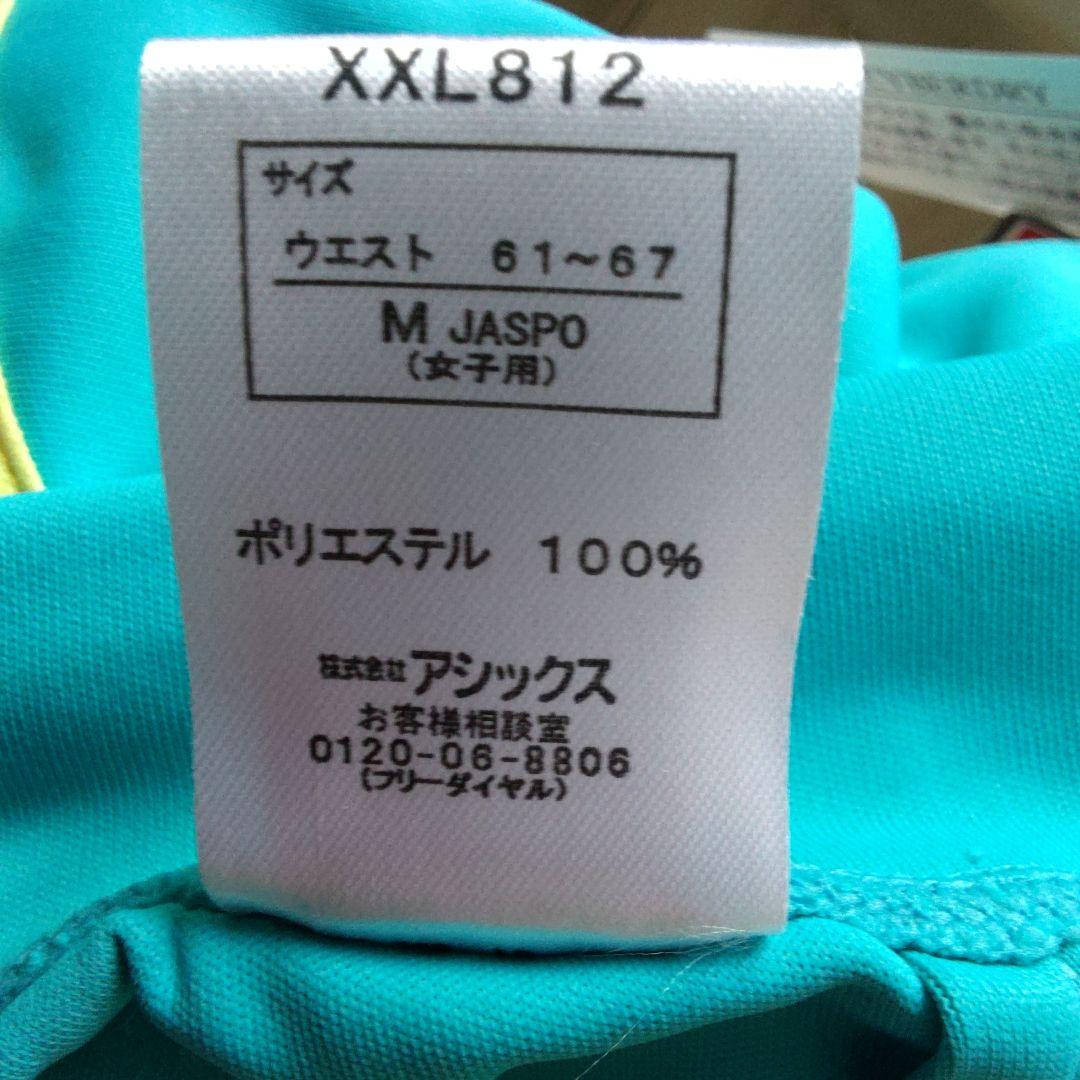 XXL812
サイズ
ウエスト 61～67
M JASPO
(女子用)
ポリエステル 100%
株式会社アシックス
お客様相談室
0120-06-8806
(フリーダイヤル)